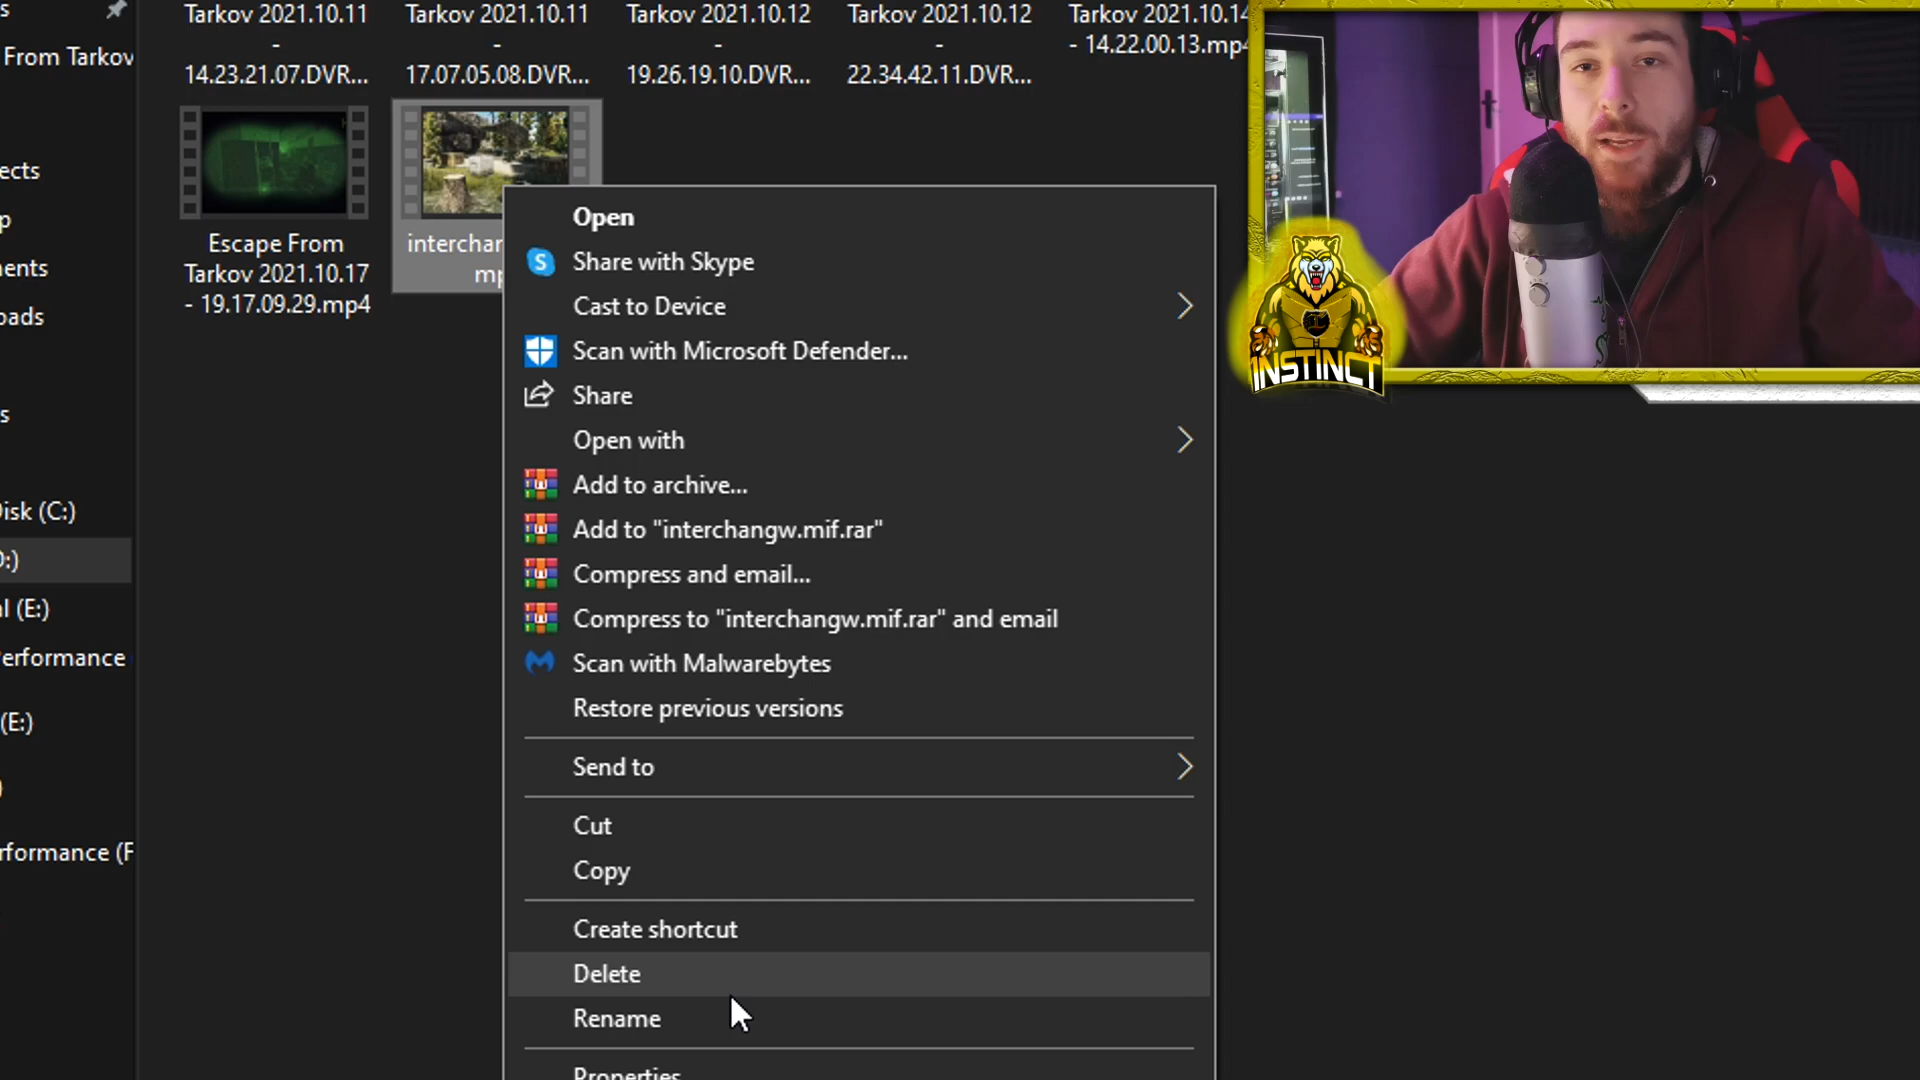 Tarkov 2021.10.11
-
14.23.21.07.DVR...
Tarkov 2021.10.11
-
17.07.05.08.DVR...
Tarkov 2021.10.12
-
19.26.19.10.DVR...
Tarkov 2021.10.12
-
22.34.42.11.DVR...
Tarkov 2021.10.14
- 14.22.00.13.mp4
s
From Tarkov
ects
p
ents
oads
s
Disk (C:)
D:)
l (E:)
Performance
(E:)
)
rformance (F
Escape From
Tarkov 2021.10.17
- 19.17.09.29.mp4
interchan
mp
Open
Share with Skype
Cast to Device
Scan with Microsoft Defender...
Share
Open with
Add to archive...
Add to "interchangw.mif.rar"
Compress and email...
Compress to "interchangw.mif.rar" and email
Scan with Malwarebytes
Restore previous versions
Send to
Cut
Copy
Create shortcut
Delete
Rename
Properties
INSTINCT